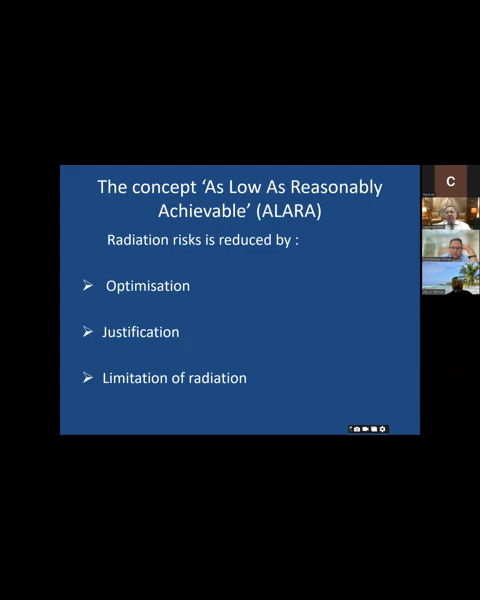 The concept ‘As Low As Reasonably
Achievable’ (ALARA)
Radiation risks is reduced by :
➢ Optimisation
➢ Justification
➢ Limitation of radiation
C